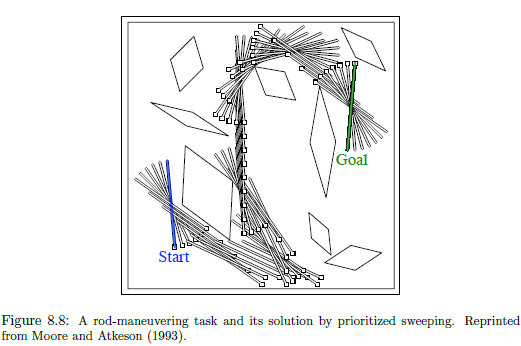 Goal
Start
Figure 8.8: A rod-maneuvering task and its solution by prioritized sweeping. Reprinted
from Moore and Atkeson (1993).